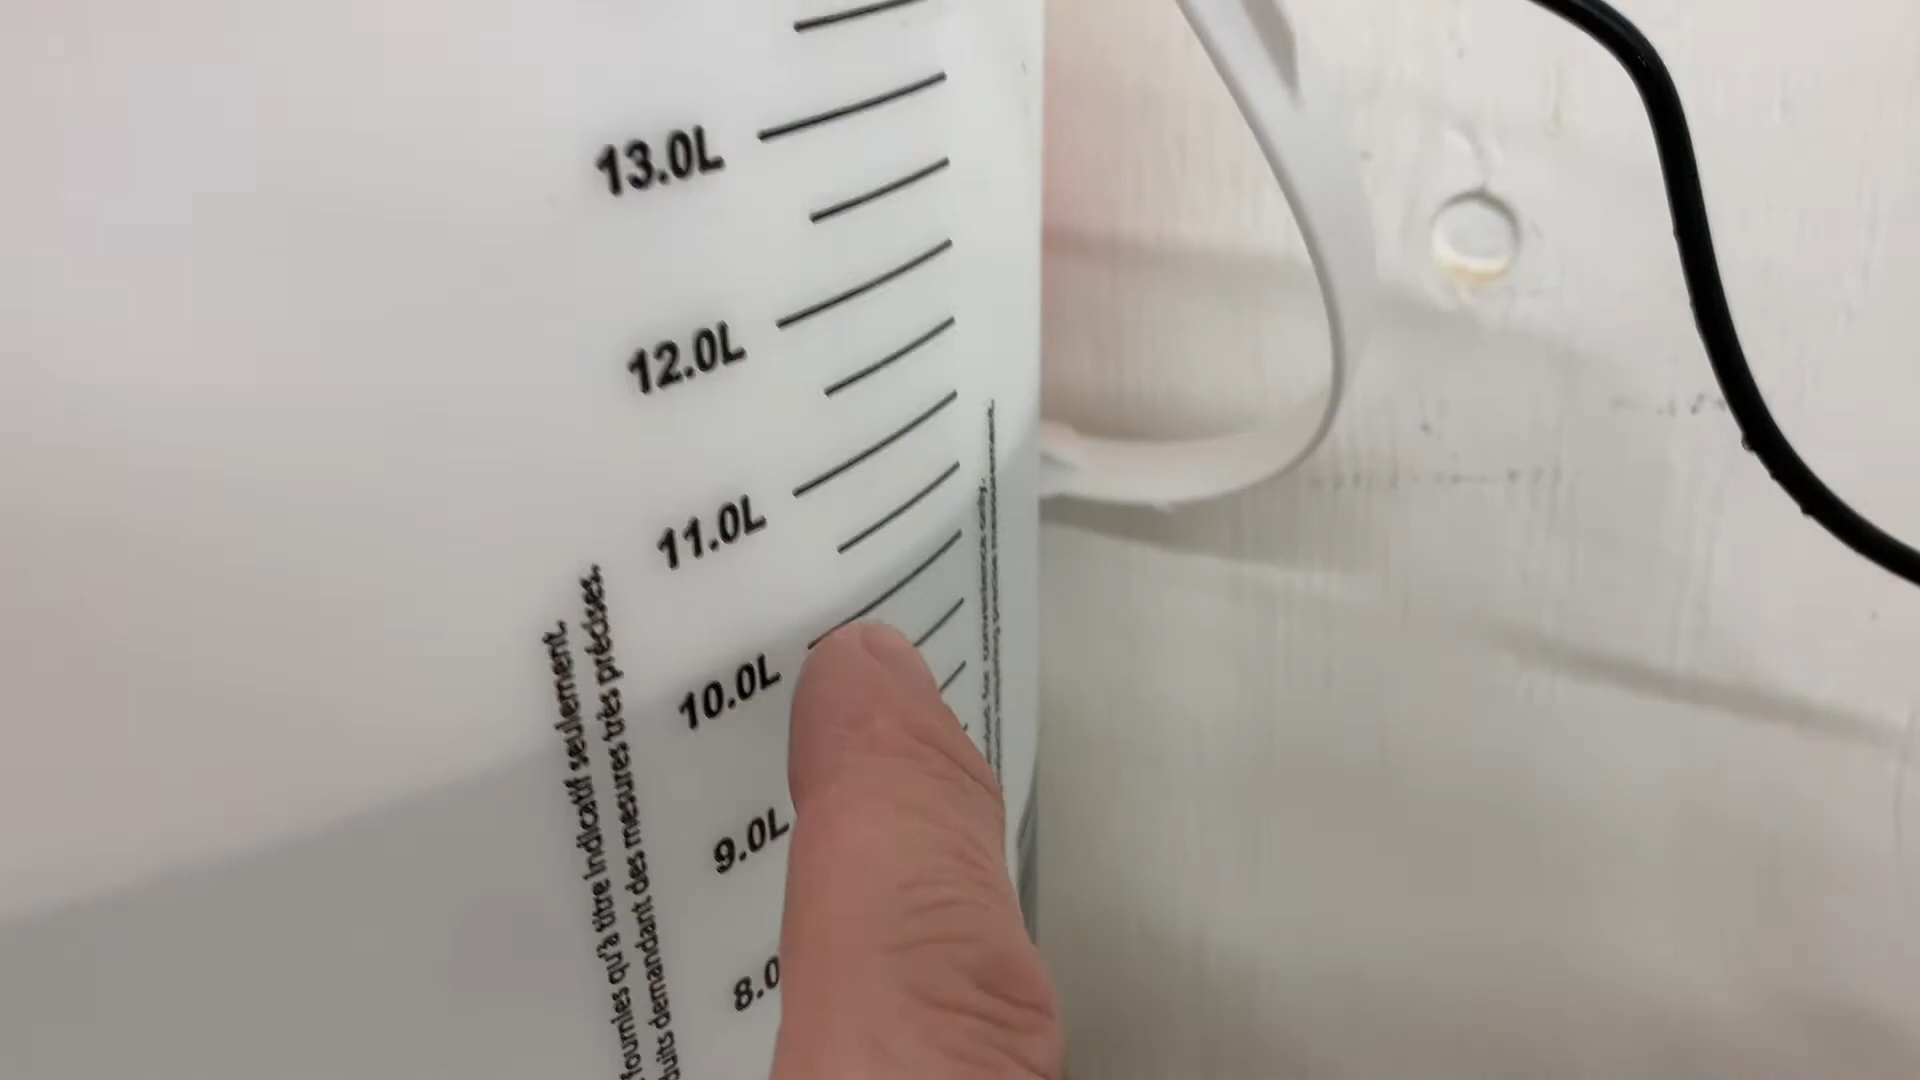 13.0L
12.0L
11.0L
10.0L
9.0L
8.0
fournies qu'à titre indicatif seulement.
duits demandant des mesures très précises.